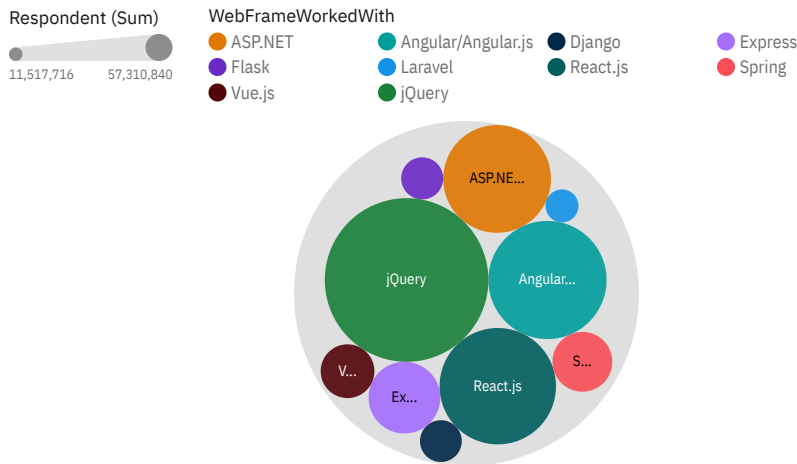 Respondent (Sum)
11,517,716 57,310,840
WebFrameWorkedWith
ASP.NET Angular/Angular.js Django Express
Flask Laravel React.js Spring
Vue.js jQuery
ASP.NE...
jQuery
Angular...
S...
V...
React.js
Ex...